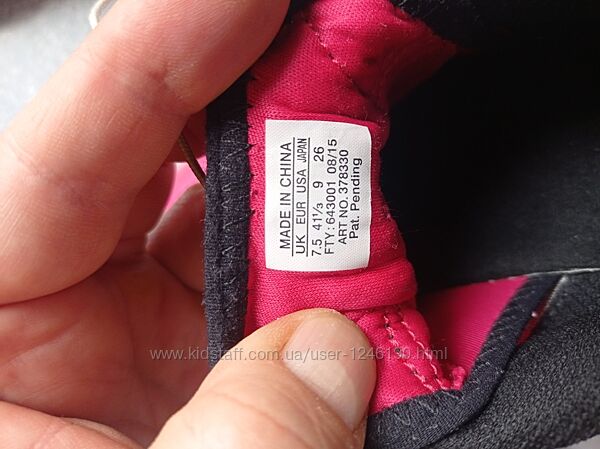 MADE IN CHINA
UK EUR USA JAPAN
7.5 41⅓ 9 26
FTY: 643001 08/15
ART NO. 378330
Pat. Pending
www.kidstaff.com.ua/user-1246130.html